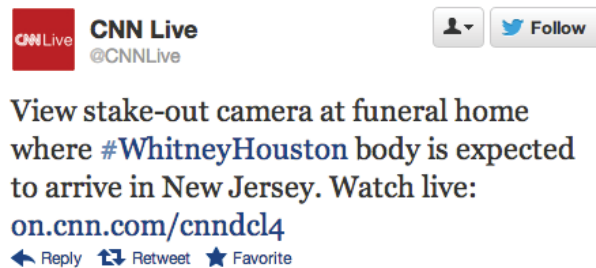 CNN Live
CNN Live
@CNNLive
Follow
View stake-out camera at funeral home
where #WhitneyHouston body is expected
to arrive in New Jersey. Watch live:
on.cnn.com/cnndcl4
Reply Retweet Favorite